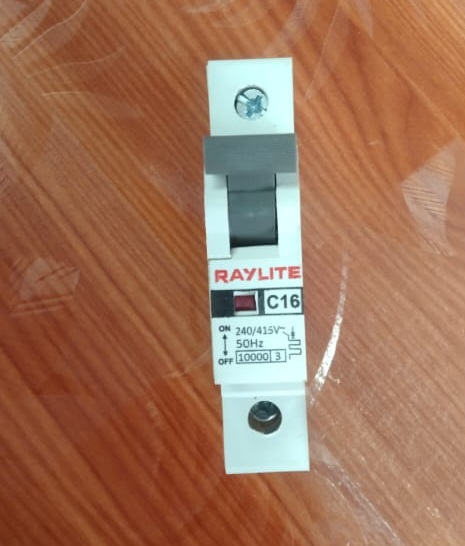 RAYLITE
C16
ON 240/415V~
50Hz
OFF 10000 3